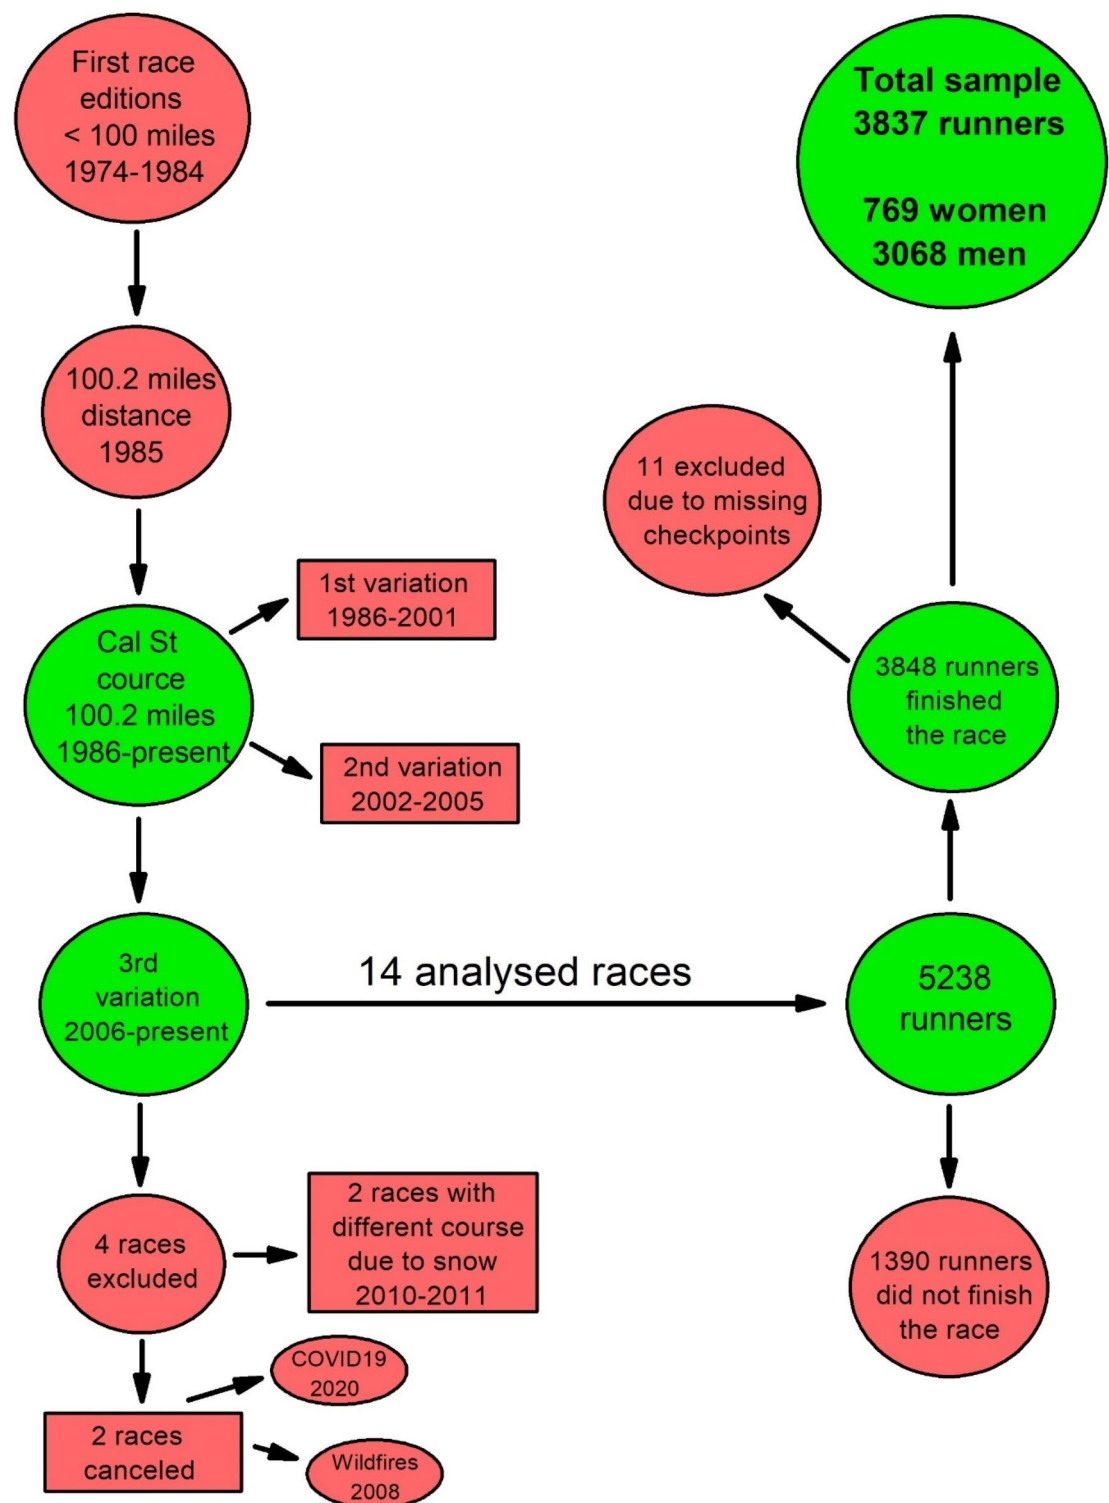 First race
editions
< 100 miles
1974-1984
100.2 miles
distance
1985
Cal St
cource
100.2 miles
1986-present
1st variation
1986-2001
2nd variation
2002-2005
3rd
variation
2006-present
4 races
excluded
2 races with
different course
due to snow
2010-2011
2 races
canceled
COVID19
2020
Wildfires
2008
14 analysed races
5238
runners
1390 runners
did not finish
the race
3848 runners
finished
the race
11 excluded
due to missing
checkpoints
Total sample
3837 runners
769 women
3068 men